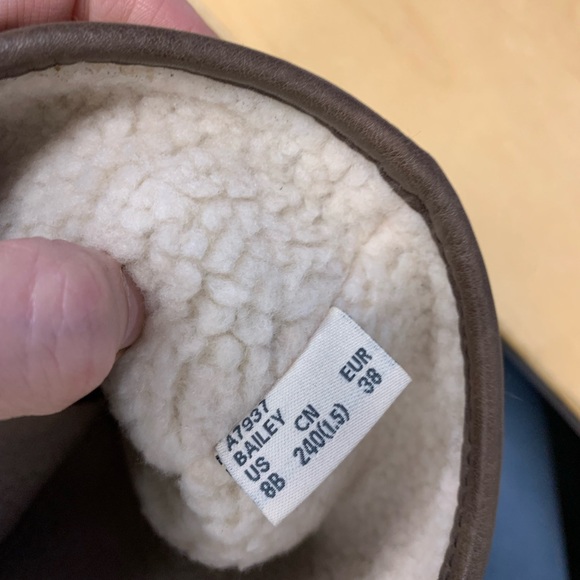 A7937
BAILEY
US CN EUR
8B 240(1.5) 38